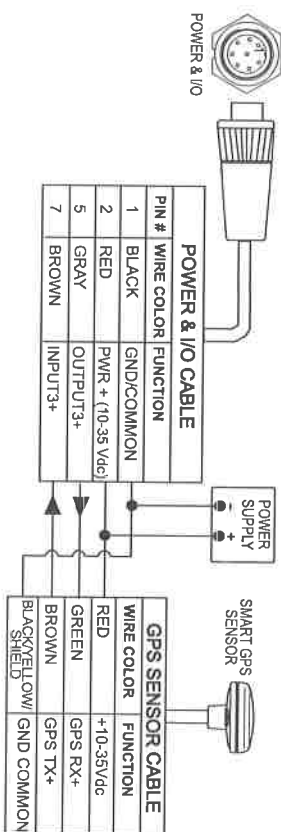 POWER & I/O
POWER & I/O CABLE
PIN # WIRE COLOR FUNCTION
1 BLACK GND/COMMON
2 RED PWR + (10-35 Vdc)
5 GRAY OUTPUT3+
7 BROWN INPUT3+
POWER
SUPPLY
- +
SMART GPS
SENSOR
GPS SENSOR CABLE
WIRE COLOR FUNCTION
RED +10-35Vdc
GREEN GPS RX+
BROWN GPS TX+
BLACK/YELLOW/
SHIELD GND COMMON